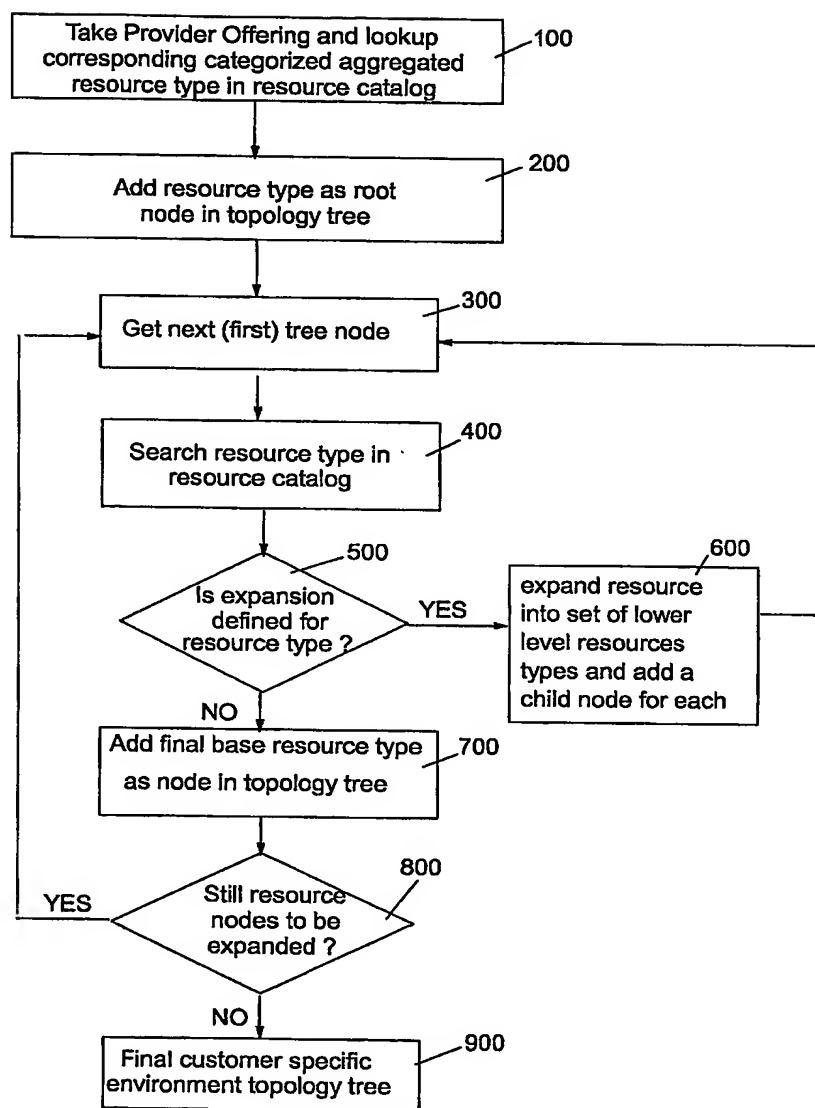 Take Provider Offering and lookup
corresponding categorized aggregated
resource type in resource catalog
100
Add resource type as root
node in topology tree
200
Get next (first) tree node
300
Search resource type in
resource catalog
400
Is expansion
defined for
resource type ?
500
YES
expand resource
into set of lower
level resources
types and add a
child node for each
600
NO
Add final base resource type
as node in topology tree
700
Still resource
nodes to be
expanded ?
800
YES
NO
Final customer specific
environment topology tree
900